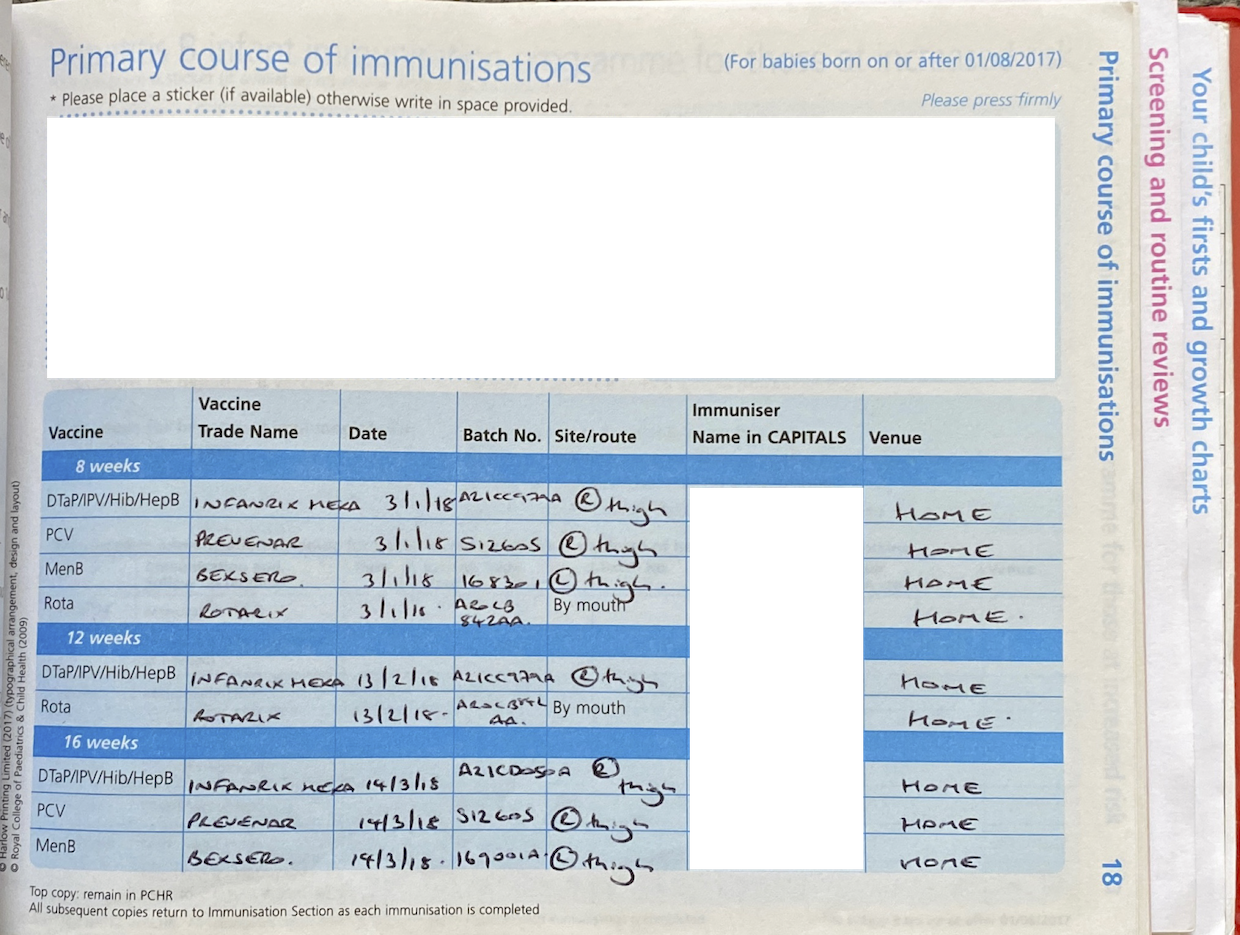 Primary course of immunisations (For babies born on or after 01/08/2017)
* Please place a sticker (if available) otherwise write in space provided. Please press firmly
Vaccine Vaccine Trade Name Date Batch No. Site/route Immuniser Name in CAPITALS Venue
8 weeks
DTaP/IPV/Hib/HepB INFANRIX HEXA 3/1/18 A21CC979A (R) thigh HOME
PCV PREVENAR 3/1/18 S12605 (R) thigh HOME
MenB BEXSERO. 3/1/18 168301 (L) thigh. HOME
Rota ROTARIX 3/1/18. AROLB 842AA. By mouth HOME.
12 weeks
DTaP/IPV/Hib/HepB INFANRIX HEXA 13/2/18 A21CC979A (R) thigh HOME
Rota ROTARIX 13/2/18. AA. By mouth HOME.
16 weeks
DTaP/IPV/Hib/HepB INFANRIX HEXA 14/3/18 A21CD050A (R) thigh HOME
PCV PREVENAR 14/3/18 S12605 (L) thigh HOME
MenB BEXSERO. 14/3/18. 169001A (L) thigh HOME
Top copy: remain in PCHR
All subsequent copies return to Immunisation Section as each immunisation is completed
© Harlow Printing Limited (2017) (typographical arrangement, design and layout)
© Royal College of Paediatrics & Child Health (2009)
Primary course of immunisations 18
Screening and routine reviews
Your child's firsts and growth charts